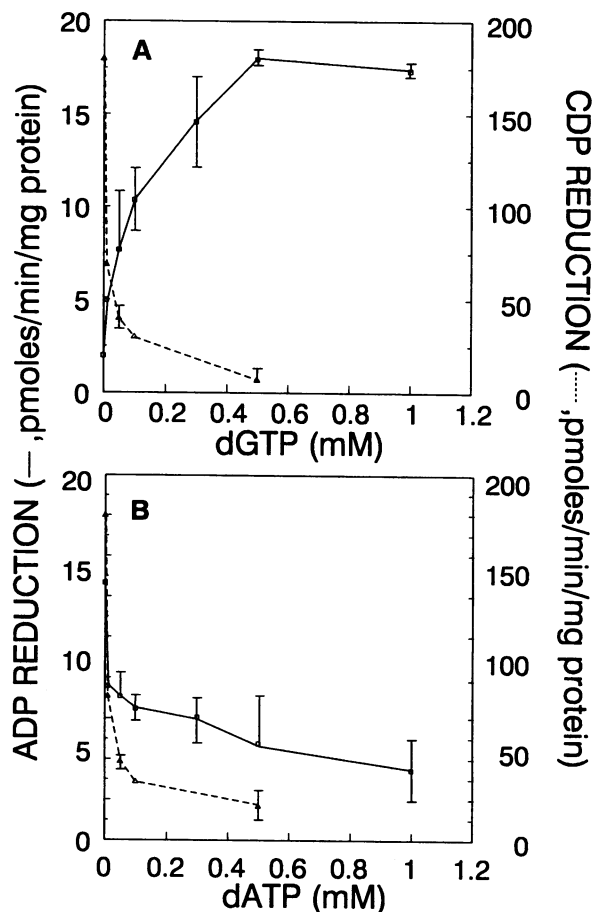 A
20
15
10
5
0
200
150
100
50
0
0 0.2 0.4 0.6 0.8 1 1.2
dGTP (mM)
B
20
15
10
5
0
200
150
100
50
0
0 0.2 0.4 0.6 0.8 1 1.2
dATP (mM)
ADP REDUCTION (— ,pmoles/min/mg protein)
CDP REDUCTION (---- ,pmoles/min/mg protein)